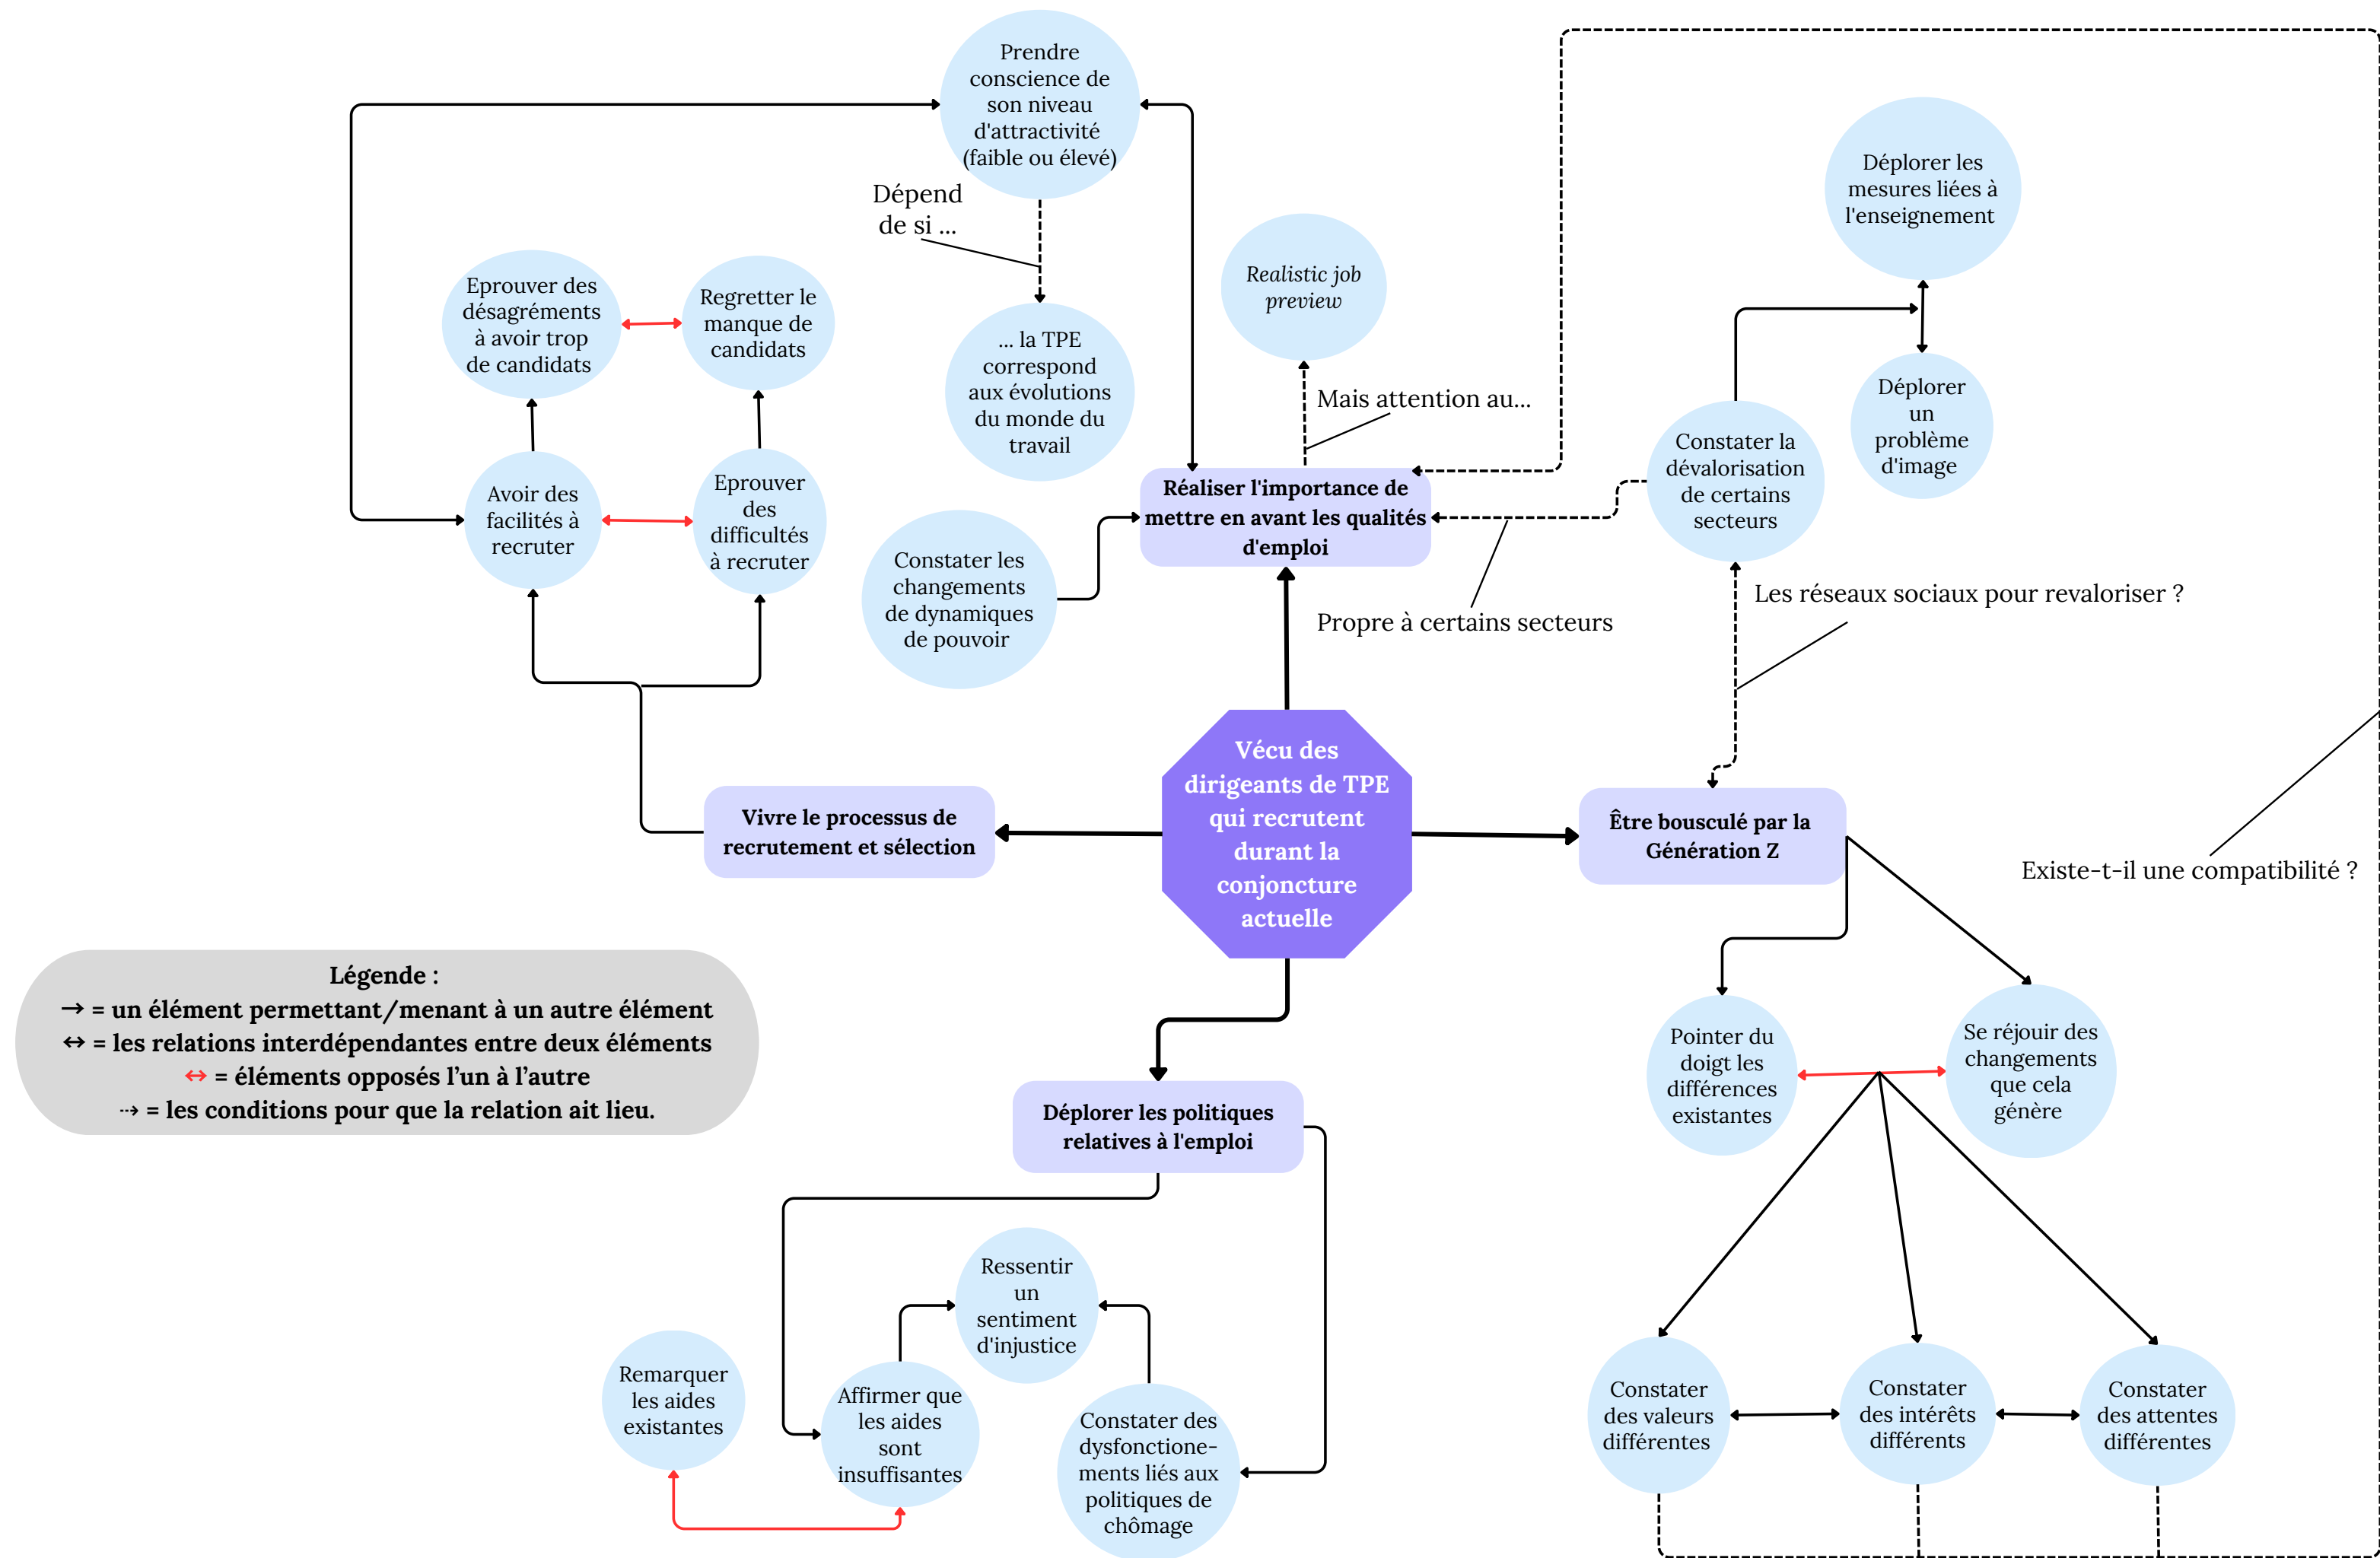 Prendre
conscience de
son niveau
d'attractivité
(faible ou élevé)
Dépend
de si ...
... la TPE
correspond
aux évolutions
du monde du
travail
Eprouver des
désagréments
à avoir trop
de candidats
Regretter le
manque de
candidats
Avoir des
facilités à
recruter
Eprouver
des
difficultés
à recruter
Realistic job
preview
Mais attention au...
Déplorer les
mesures liées à
l'enseignement
Déplorer
un
problème
d'image
Constater la
dévalorisation
de certains
secteurs
Réaliser l'importance de
mettre en avant les qualités
d'emploi
Constater les
changements
de dynamiques
de pouvoir
Propre à certains secteurs
Les réseaux sociaux pour revaloriser ?
Vécu des
dirigeants de TPE
qui recrutent
durant la
conjoncture
actuelle
Vivre le processus de
recrutement et sélection
Être bousculé par la
Génération Z
Existe-t-il une compatibilité ?
Légende :
→ = un élément permettant/menant à un autre élément
↔ = les relations interdépendantes entre deux éléments
↔ = éléments opposés l’un à l’autre
⇢ = les conditions pour que la relation ait lieu.
Pointer du
doigt les
différences
existantes
Se réjouir des
changements
que cela
génère
Déplorer les politiques
relatives à l'emploi
Ressentir
un
sentiment
d'injustice
Remarquer
les aides
existantes
Affirmer que
les aides
sont
insuffisantes
Constater des
dysfonctione-
ments liés aux
politiques de
chômage
Constater
des valeurs
différentes
Constater
des intérêts
différents
Constater
des attentes
différentes